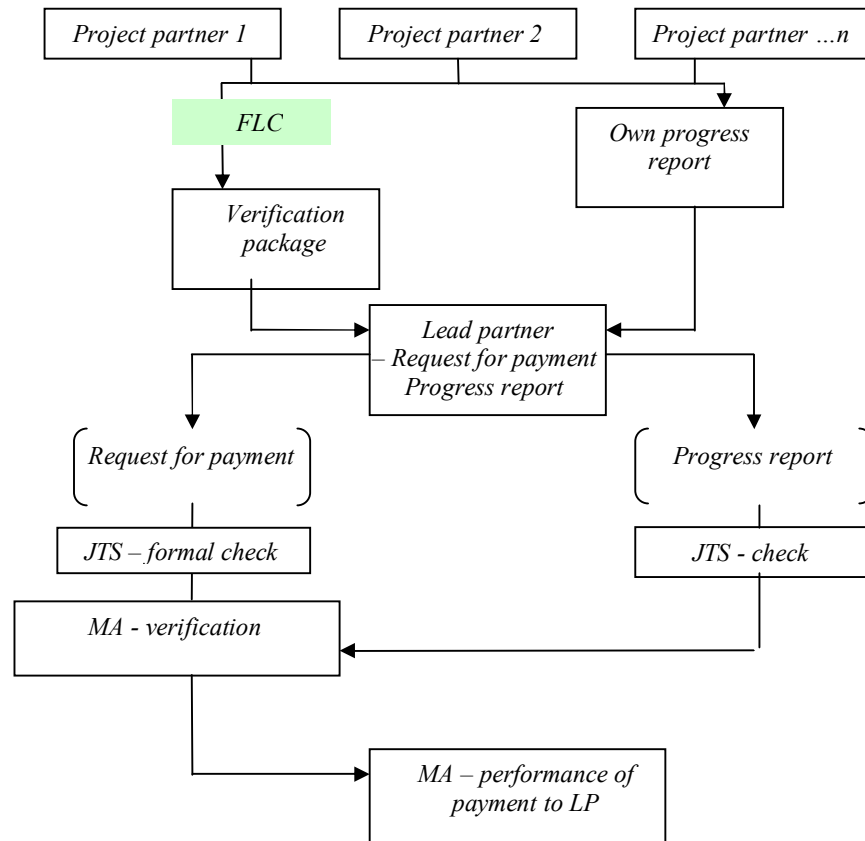 Project partner 1
Project partner 2
Project partner ...n
FLC
Own progress
report
Verification
package
Lead partner
– Request for payment
Progress report
Request for payment
Progress report
JTS – formal check
JTS - check
MA - verification
MA – performance of
payment to LP